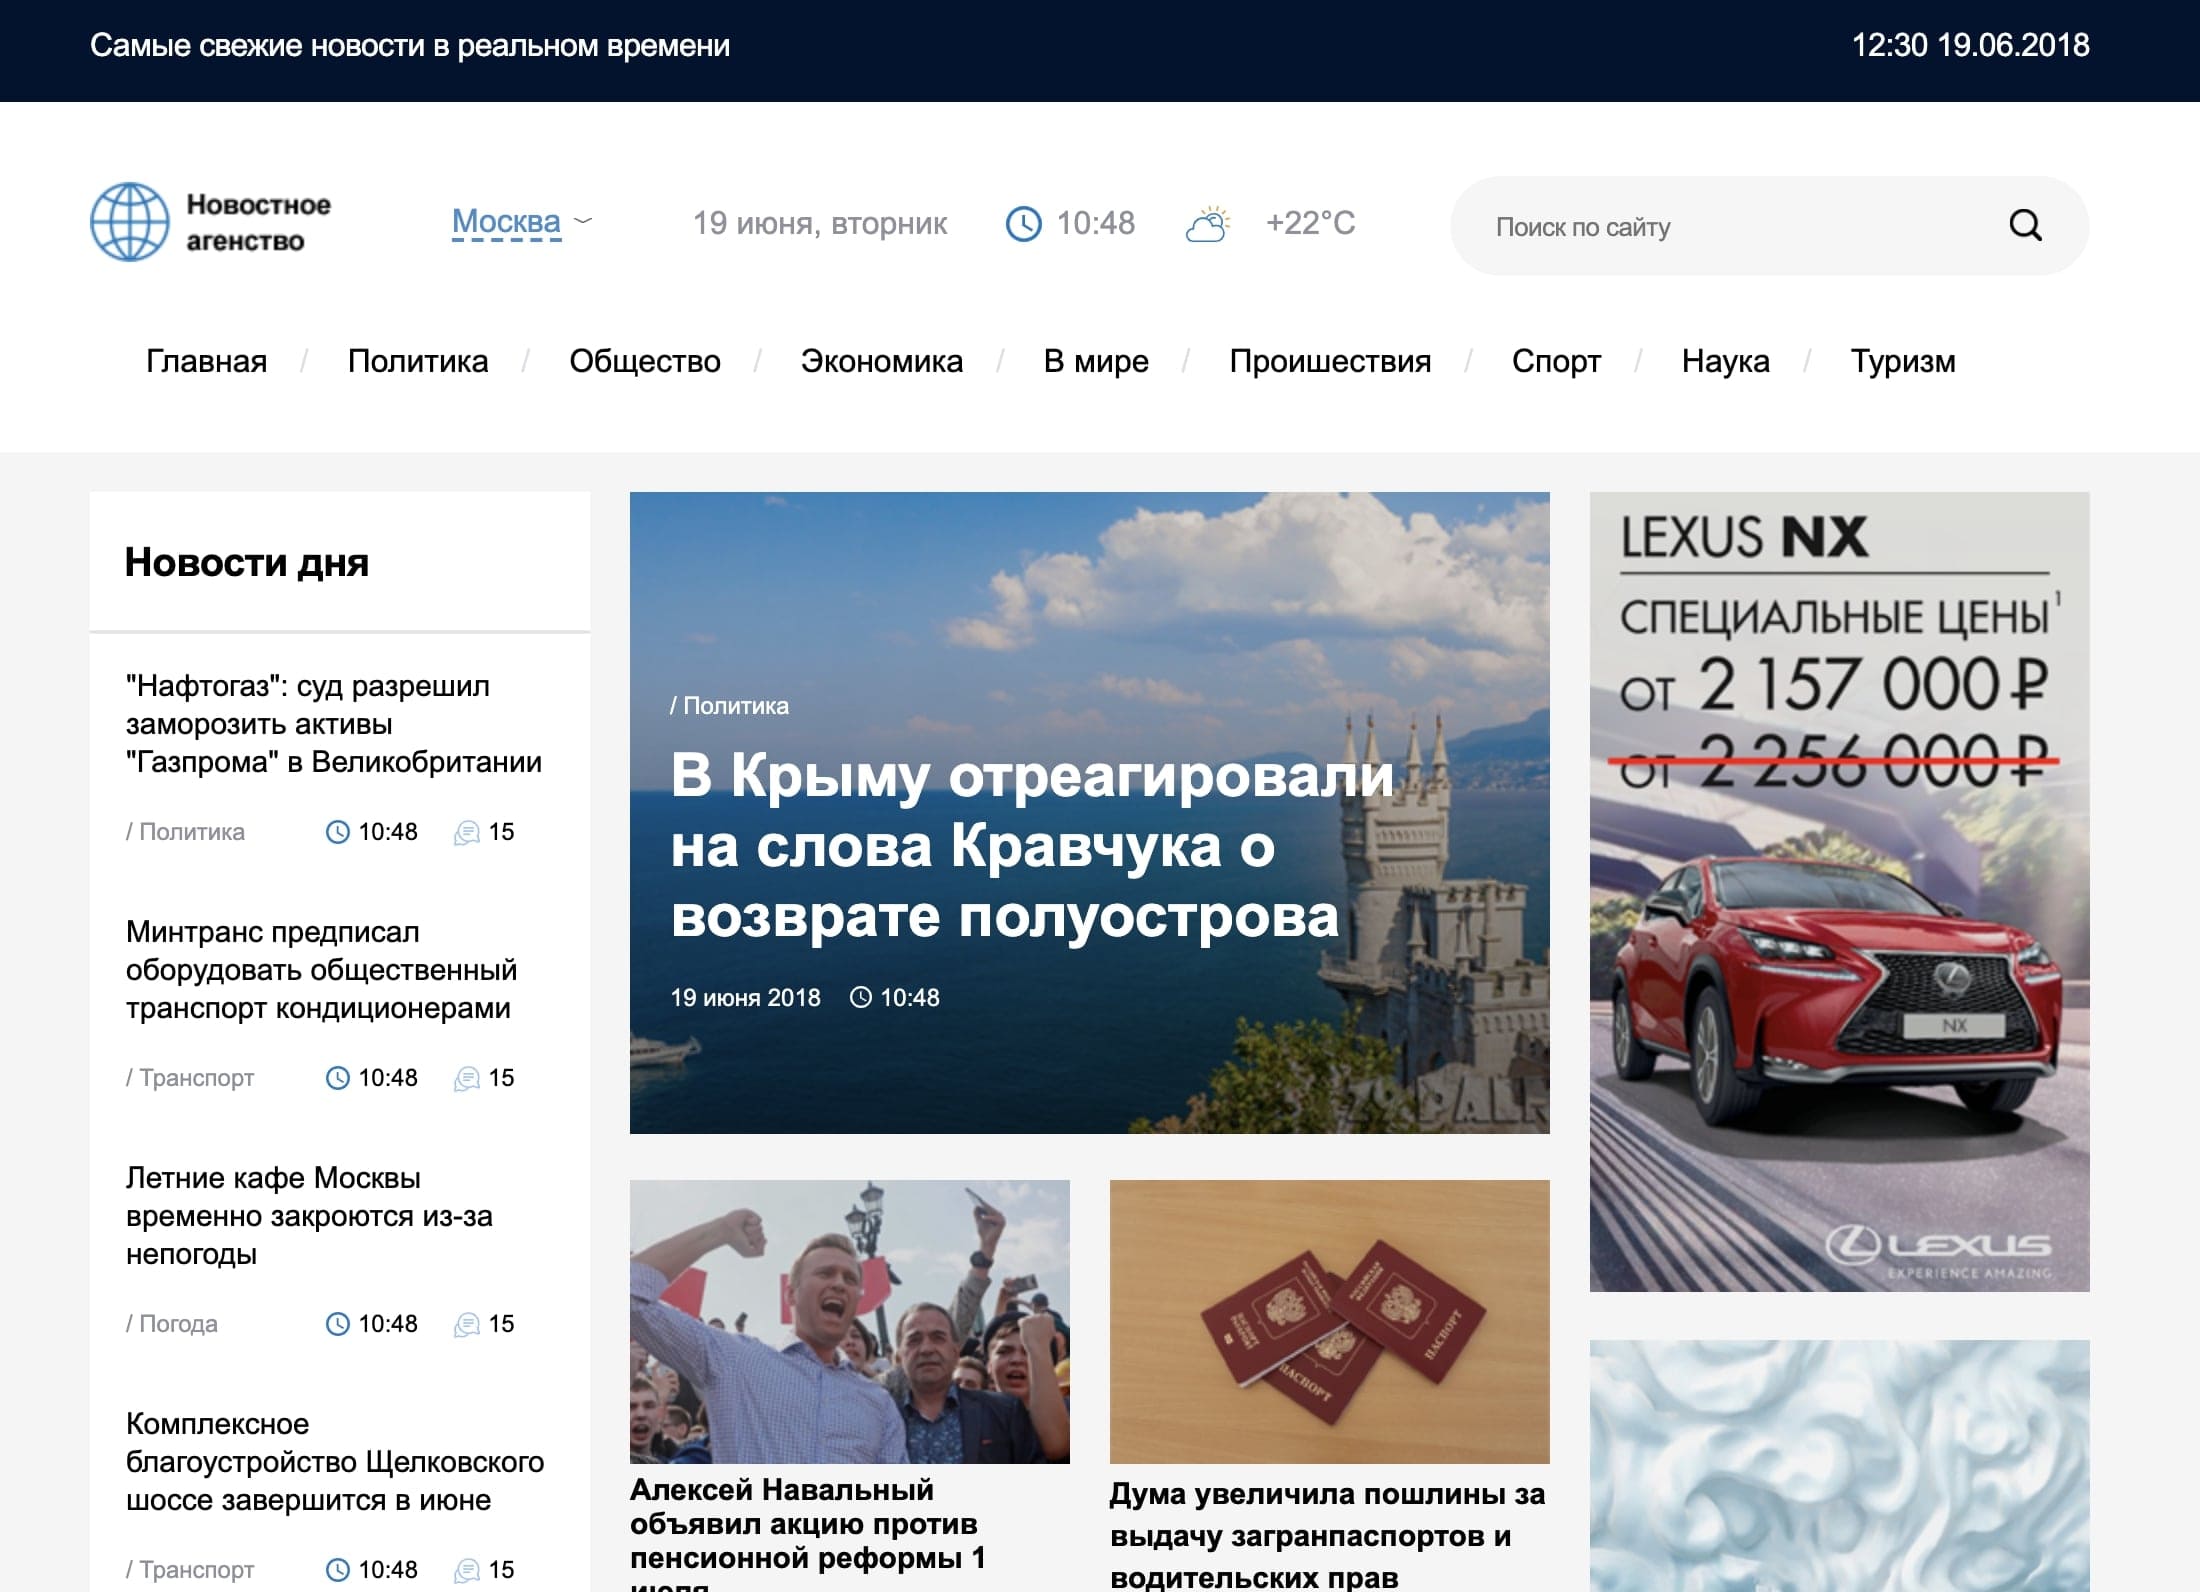 Самые свежие новости в реальном времени
12:30 19.06.2018
Новостное
агенство
Москва
19 июня, вторник
10:48
+22°C
Поиск по сайту
Главная / Политика / Общество / Экономика / В мире / Проишествия / Спорт / Наука / Туризм
Новости дня
"Нафтогаз": суд разрешил
заморозить активы
"Газпрома" в Великобритании
/ Политика 10:48 15
Минтранс предписал
оборудовать общественный
транспорт кондиционерами
/ Транспорт 10:48 15
Летние кафе Москвы
временно закроются из-за
непогоды
/ Погода 10:48 15
Комплексное
благоустройство Щелковского
шоссе завершится в июне
/ Транспорт 10:48 15
/ Политика
В Крыму отреагировали
на слова Кравчука о
возврате полуострова
19 июня 2018 10:48
Алексей Навальный
объявил акцию против
пенсионной реформы 1
июля
ПАСПОРТ
ПАСПОРТ
Дума увеличила пошлины за
выдачу загранпаспортов и
водительских прав
LEXUS NX
СПЕЦИАЛЬНЫЕ ЦЕНЫ¹
ОТ 2 157 000 ₽
ОТ 2 256 000 ₽
NX
LEXUS
EXPERIENCE AMAZING